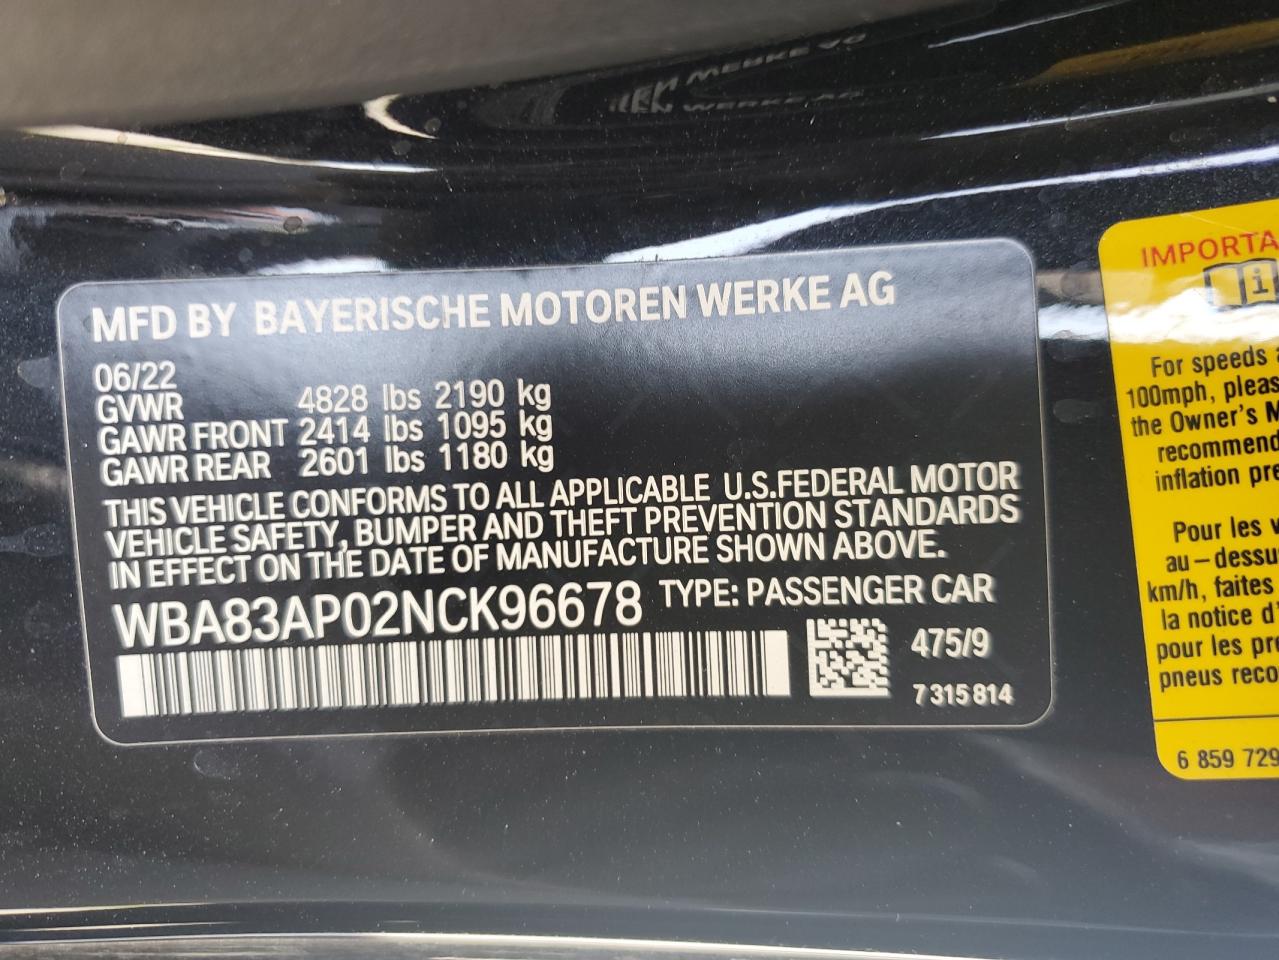 MFD BY BAYERISCHE MOTOREN WERKE AG
06/22
GVWR 4828 lbs 2190 kg
GAWR FRONT 2414 lbs 1095 kg
GAWR REAR 2601 lbs 1180 kg
THIS VEHICLE CONFORMS TO ALL APPLICABLE U.S.FEDERAL MOTOR
VEHICLE SAFETY, BUMPER AND THEFT PREVENTION STANDARDS
IN EFFECT ON THE DATE OF MANUFACTURE SHOWN ABOVE.
WBA83AP02NCK96678 TYPE: PASSENGER CAR
475/9
7 315 814
IMPORTA
i
For speeds a
100mph, pleas
the Owner's M
recommend
inflation pre
Pour les v
au-dessu
km/h, faites
la notice d'
pour les pre
pneus reco
6 859 729